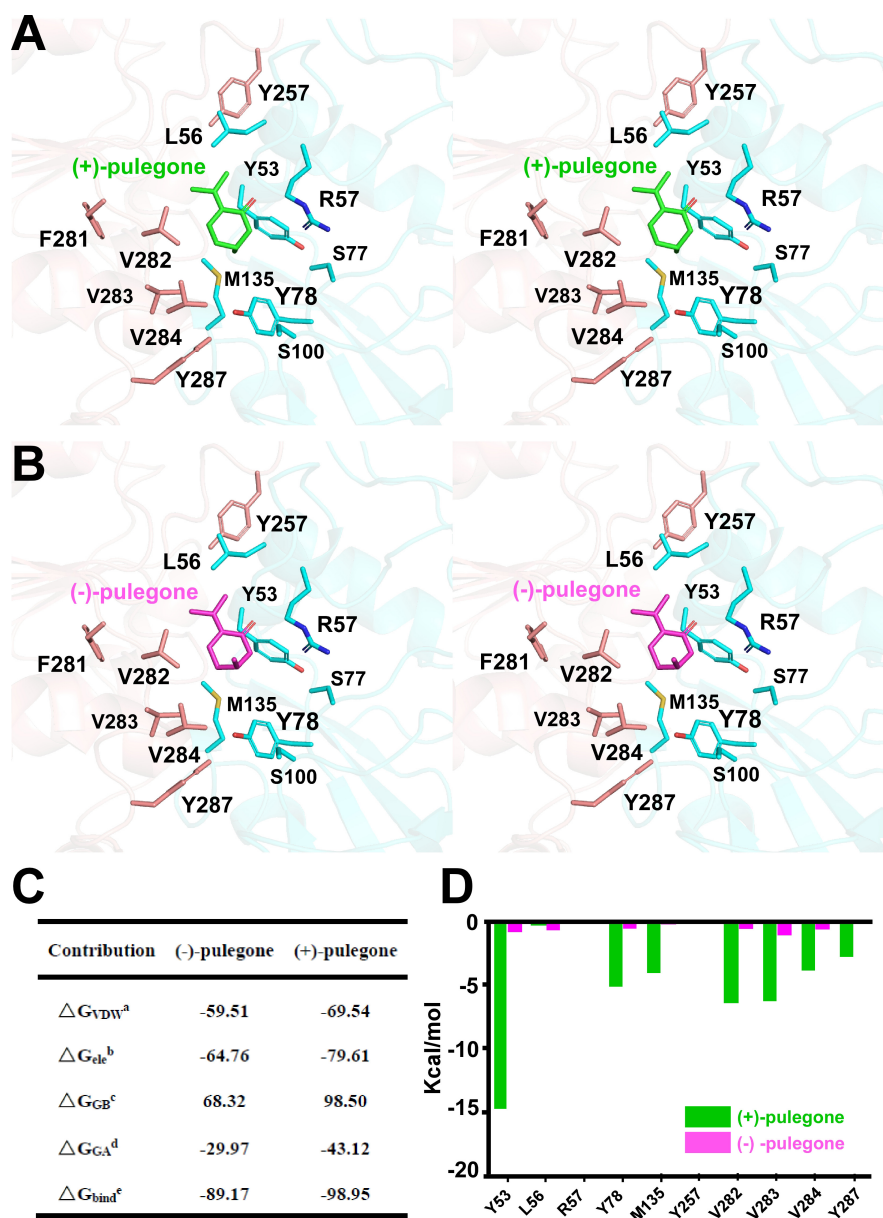 A
Y257
L56
(+)-pulegone
Y53
R57
F281
V282
S77
M135
V283
Y78
V284
S100
Y287
Y257
L56
(+)-pulegone
Y53
R57
F281
V282
S77
M135
V283
Y78
V284
S100
Y287
B
Y257
L56
(-)-pulegone
Y53
R57
F281
V282
S77
M135
V283
Y78
V284
S100
Y287
Y257
L56
(-)-pulegone
Y53
R57
F281
V282
S77
M135
V283
Y78
V284
S100
Y287
C
Contribution (-)-pulegone (+)-pulegone
△G_VDW^a -59.51 -69.54
△G_ele^b -64.76 -79.61
△G_GB^c 68.32 98.50
△G_GA^d -29.97 -43.12
△G_bind^e -89.17 -98.95
D
Kcal/mol
0
-5
-10
-15
-20
(+)-pulegone
(-) -pulegone
Y53 L56 R57 Y78 M135 Y257 V282 V283 V284 Y287